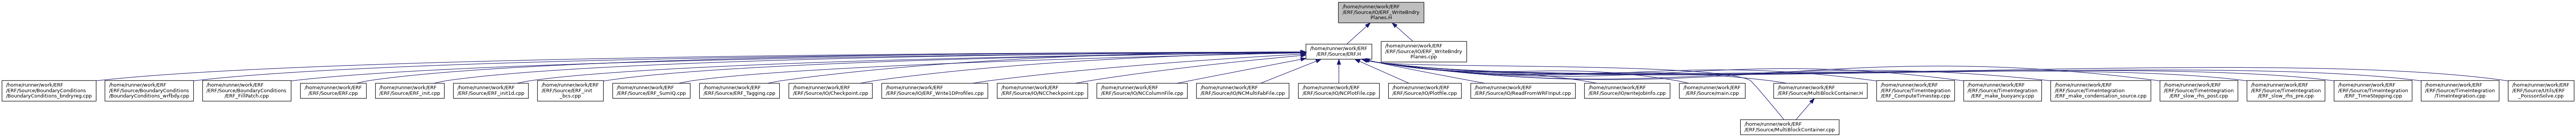 /home/runner/work/ERF
/ERF/Source/IO/ERF_WriteBndry
Planes.H
/home/runner/work/ERF
/ERF/Source/ERF.H
/home/runner/work/ERF
/ERF/Source/IO/ERF_WriteBndry
Planes.cpp
/home/runner/work/ERF
/ERF/Source/BoundaryConditions
/BoundaryConditions_bndryreg.cpp
/home/runner/work/ERF
/ERF/Source/BoundaryConditions
/BoundaryConditions_wrfbdy.cpp
/home/runner/work/ERF
/ERF/Source/BoundaryConditions
/ERF_FillPatch.cpp
/home/runner/work/ERF
/ERF/Source/ERF.cpp
/home/runner/work/ERF
/ERF/Source/ERF_init.cpp
/home/runner/work/ERF
/ERF/Source/ERF_init1d.cpp
/home/runner/work/ERF
/ERF/Source/ERF_init
_bcs.cpp
/home/runner/work/ERF
/ERF/Source/ERF_SumIQ.cpp
/home/runner/work/ERF
/ERF/Source/ERF_Tagging.cpp
/home/runner/work/ERF
/ERF/Source/IO/Checkpoint.cpp
/home/runner/work/ERF
/ERF/Source/IO/ERF_Write1DProfiles.cpp
/home/runner/work/ERF
/ERF/Source/IO/NCCheckpoint.cpp
/home/runner/work/ERF
/ERF/Source/IO/NCColumnFile.cpp
/home/runner/work/ERF
/ERF/Source/IO/NCMultiFabFile.cpp
/home/runner/work/ERF
/ERF/Source/IO/NCPlotFile.cpp
/home/runner/work/ERF
/ERF/Source/IO/Plotfile.cpp
/home/runner/work/ERF
/ERF/Source/IO/ReadFromWRFInput.cpp
/home/runner/work/ERF
/ERF/Source/IO/writeJobInfo.cpp
/home/runner/work/ERF
/ERF/Source/main.cpp
/home/runner/work/ERF
/ERF/Source/MultiBlockContainer.H
/home/runner/work/ERF
/ERF/Source/TimeIntegration
/ERF_ComputeTimestep.cpp
/home/runner/work/ERF
/ERF/Source/TimeIntegration
/ERF_make_buoyancy.cpp
/home/runner/work/ERF
/ERF/Source/TimeIntegration
/ERF_make_condensation_source.cpp
/home/runner/work/ERF
/ERF/Source/TimeIntegration
/ERF_slow_rhs_post.cpp
/home/runner/work/ERF
/ERF/Source/TimeIntegration
/ERF_slow_rhs_pre.cpp
/home/runner/work/ERF
/ERF/Source/TimeIntegration
/ERF_TimeStepping.cpp
/home/runner/work/ERF
/ERF/Source/TimeIntegration
/TimeIntegration.cpp
/home/runner/work/ERF
/ERF/Source/Utils/ERF
_PoissonSolve.cpp
/home/runner/work/ERF
/ERF/Source/MultiBlockContainer.cpp